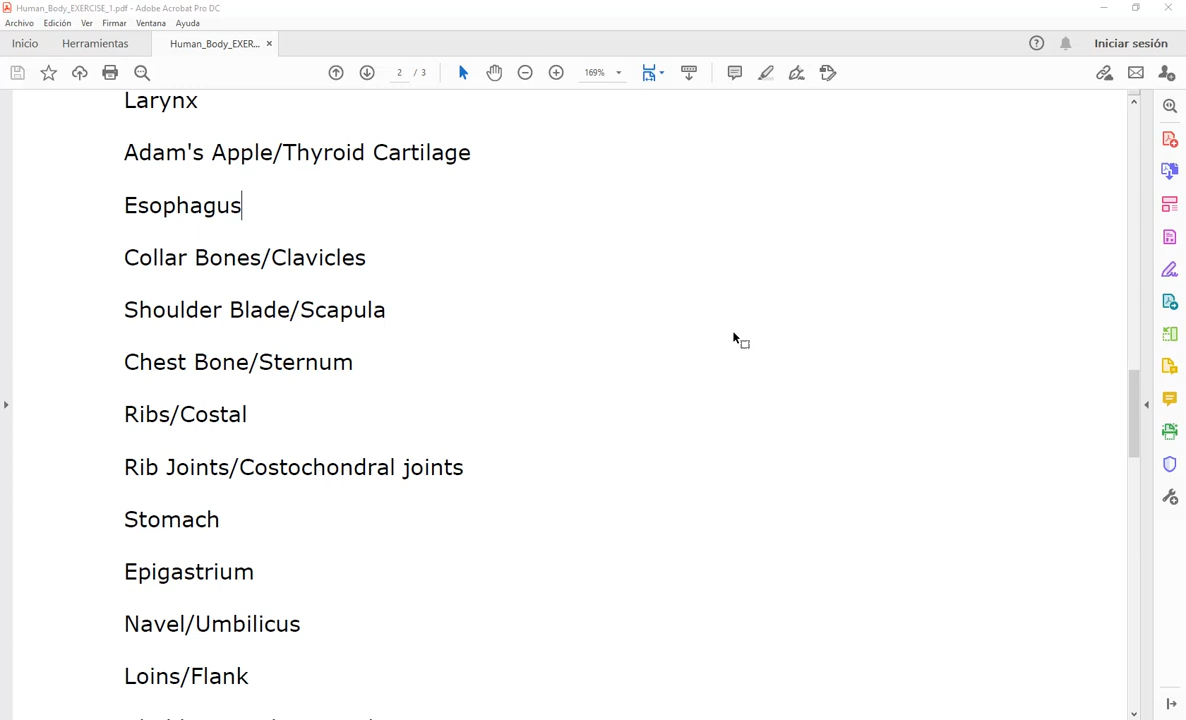 Human_Body_EXERCISE_1.pdf - Adobe Acrobat Pro DC
Archivo Edición Ver Firmar Ventana Ayuda
Inicio Herramientas Human_Body_EXER... Iniciar sesión
2 / 3 169%
Larynx
Adam's Apple/Thyroid Cartilage
Esophagus
Collar Bones/Clavicles
Shoulder Blade/Scapula
Chest Bone/Sternum
Ribs/Costal
Rib Joints/Costochondral joints
Stomach
Epigastrium
Navel/Umbilicus
Loins/Flank